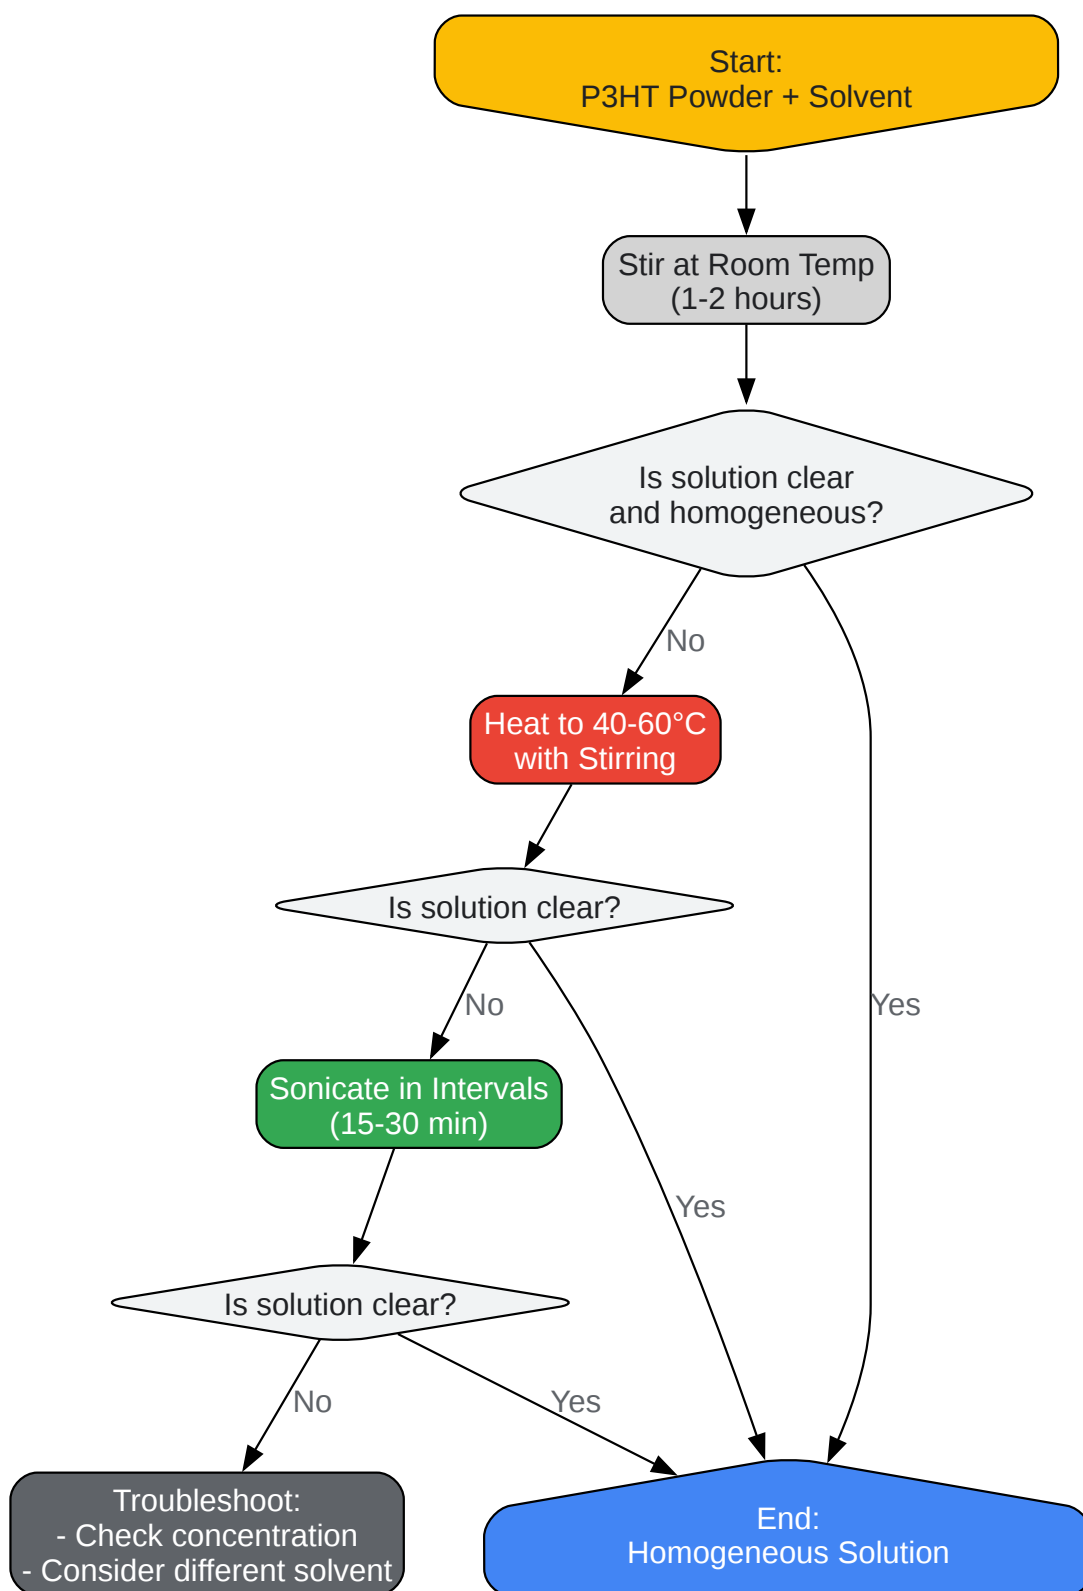 Start:
P3HT Powder + Solvent
Stir at Room Temp
(1-2 hours)
Is solution clear
and homogeneous?
No
Heat to 40-60°C
with Stirring
Is solution clear?
No
Yes
Sonicate in Intervals
(15-30 min)
Yes
Is solution clear?
No
Yes
Troubleshoot:
- Check concentration
- Consider different solvent
End:
Homogeneous Solution